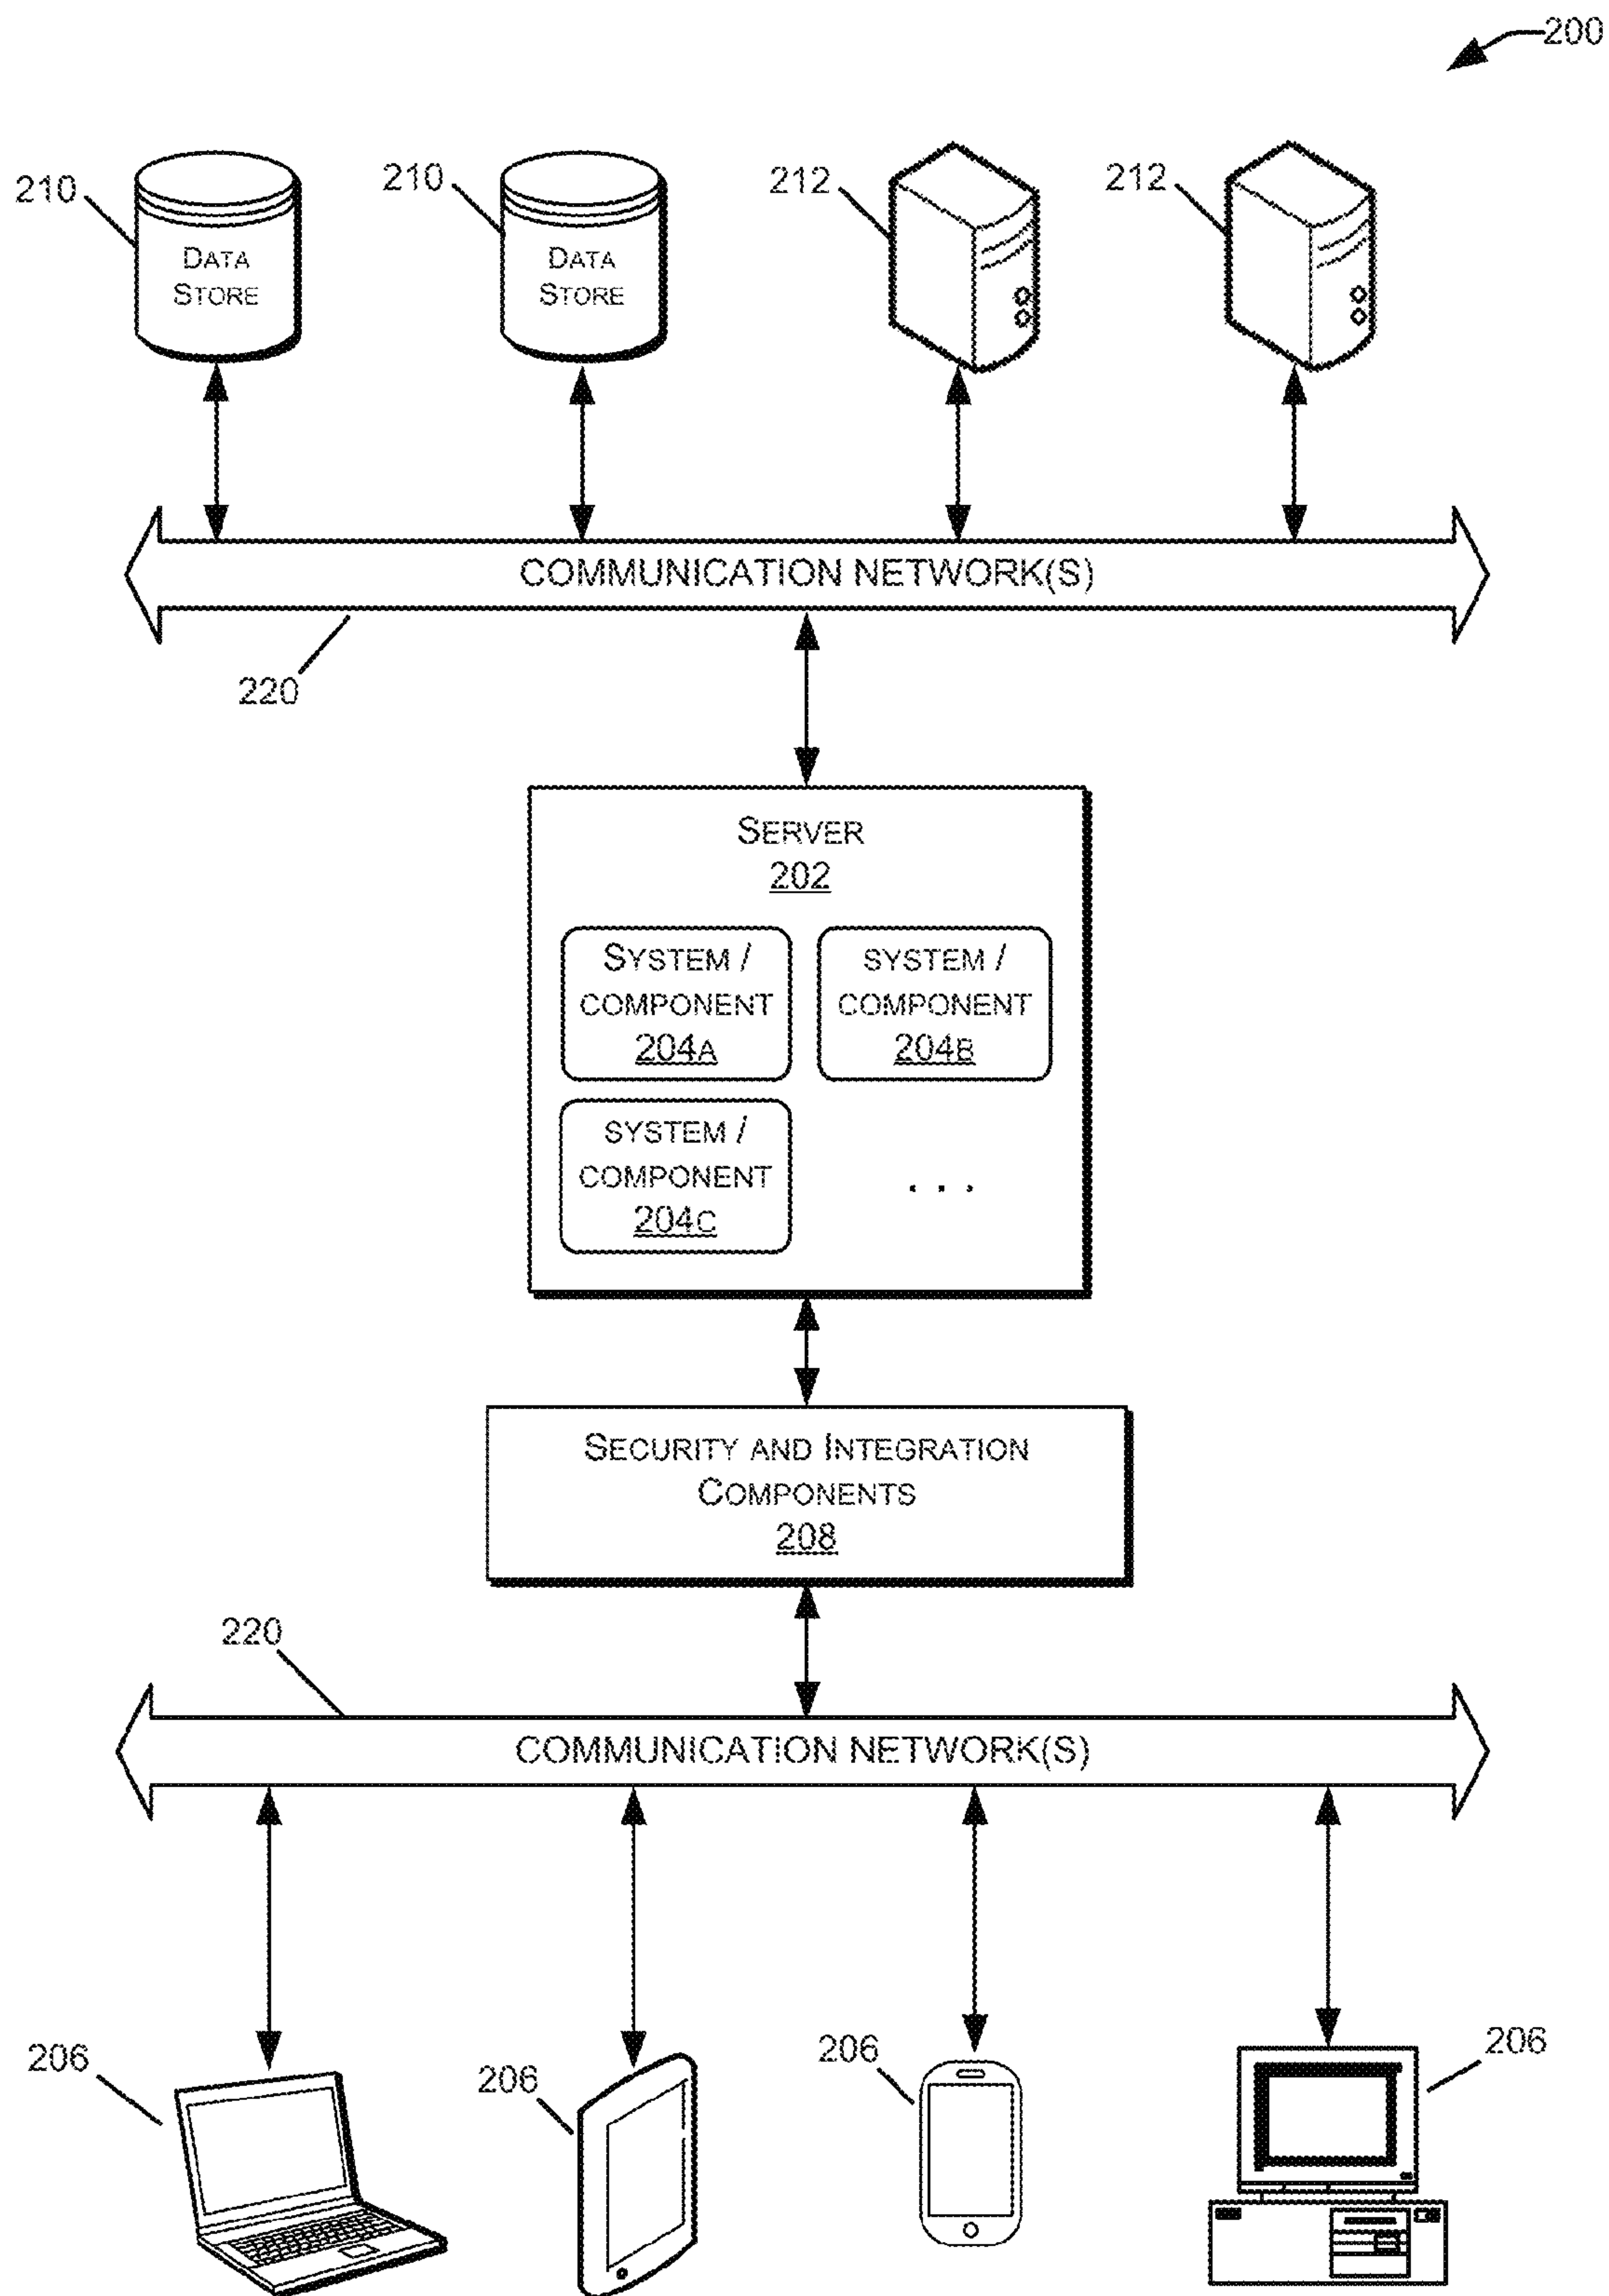 200
210
210
212
212
DATA
STORE
DATA
STORE
COMMUNICATION NETWORK(S)
220
SERVER
202
SYSTEM /
COMPONENT
204A
SYSTEM /
COMPONENT
204B
SYSTEM /
COMPONENT
204C
. . .
SECURITY AND INTEGRATION
COMPONENTS
208
220
COMMUNICATION NETWORK(S)
206
206
206
206